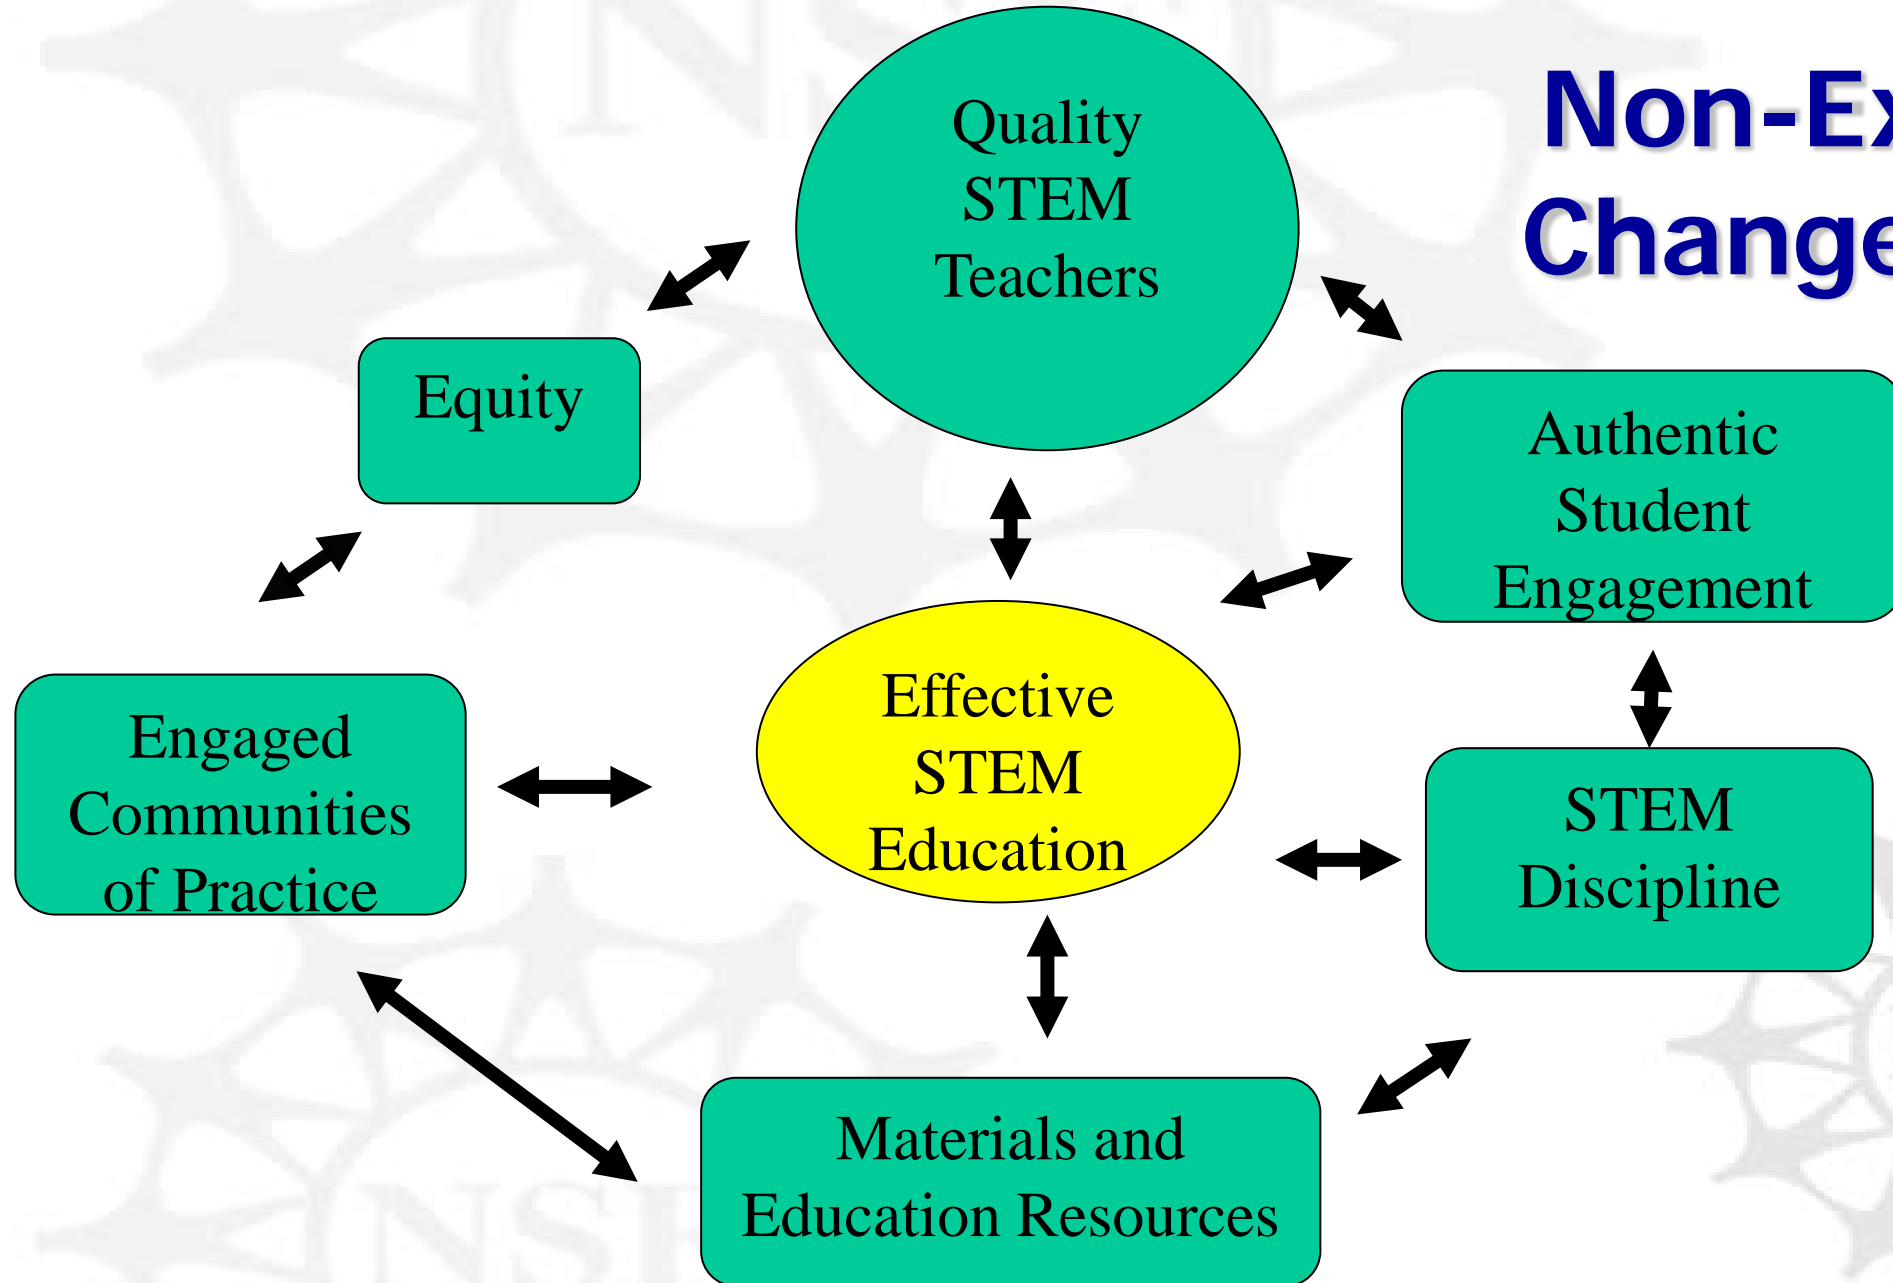 Non-Ex
Change
Quality
STEM
Teachers
Equity
Authentic
Student
Engagement
Engaged
Communities
of Practice
Effective
STEM
Education
STEM
Discipline
Materials and
Education Resources